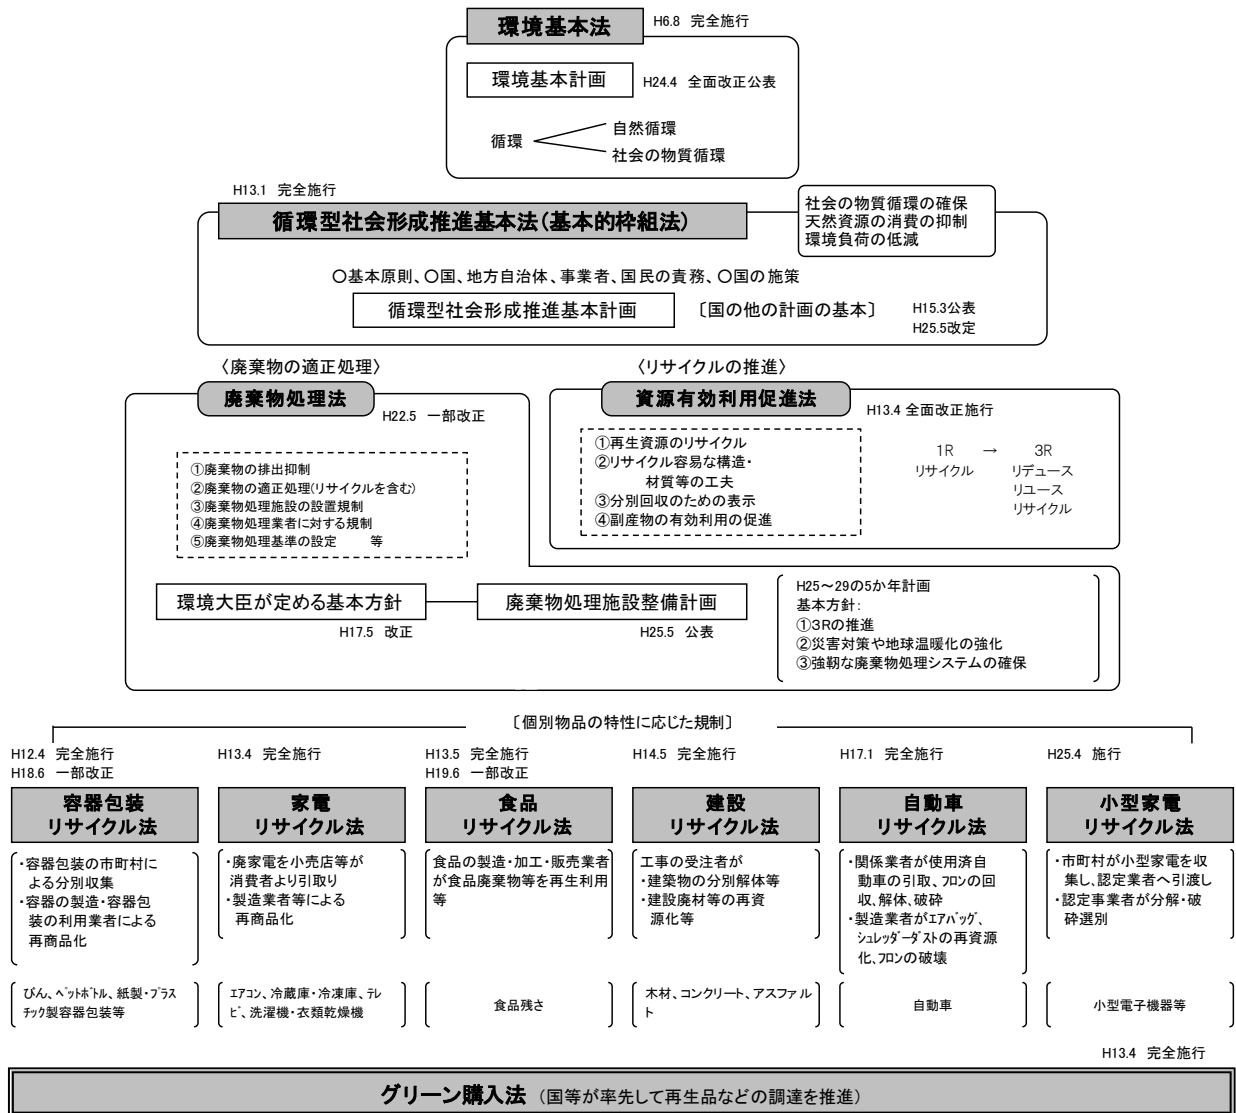 環境基本法
H6.8 完全施行
環境基本計画
H24.4 全面改正公表
循環
自然循環
社会の物質循環
H13.1 完全施行
循環型社会形成推進基本法(基本的枠組法)
社会の物質循環の確保
天然資源の消費の抑制
環境負荷の低減
〇基本原則、〇国、地方自治体、事業者、国民の責務、〇国の施策
循環型社会形成推進基本計画
〔国の他の計画の基本〕
H15.3公表
H25.5改定
〈廃棄物の適正処理〉
廃棄物処理法
H22.5 一部改正
①廃棄物の排出抑制
②廃棄物の適正処理(リサイクルを含む)
③廃棄物処理施設の設置規制
④廃棄物処理業者に対する規制
⑤廃棄物処理基準の設定 等
〈リサイクルの推進〉
資源有効利用促進法
H13.4 全面改正施行
①再生資源のリサイクル
②リサイクル容易な構造・
材質等の工夫
③分別回収のための表示
④副産物の有効利用の促進
1R → 3R
リサイクル リデュース
リユース
リサイクル
環境大臣が定める基本方針
H17.5 改正
廃棄物処理施設整備計画
H25.5 公表
H25～29の5か年計画
基本方針:
①3Rの推進
②災害対策や地球温暖化の強化
③強靭な廃棄物処理システムの確保
〔個別物品の特性に応じた規制〕
H12.4 完全施行
H18.6 一部改正
容器包装
リサイクル法
・容器包装の市町村に
よる分別収集
・容器の製造・容器包
装の利用業者による
再商品化
びん、ペットボトル、紙製・プラス
チック製容器包装等
H13.4 完全施行
家電
リサイクル法
・廃家電を小売店等が
消費者より引取り
・製造業者等による
再商品化
エアコン、冷蔵庫・冷凍庫、テレ
ビ、洗濯機・衣類乾燥機
H13.5 完全施行
H19.6 一部改正
食品
リサイクル法
食品の製造・加工・販売業者
が食品廃棄物等を再生利用
等
食品残さ
H14.5 完全施行
建設
リサイクル法
工事の受注者が
・建築物の分別解体等
・建設廃材等の再資
源化等
木材、コンクリート、アスファル
ト
H17.1 完全施行
自動車
リサイクル法
・関係業者が使用済自
動車の引取、フロンの回
収、解体、破砕
・製造業者がエアバッグ、
シュレッダーダストの再資源
化、フロンの破壊
自動車
H25.4 施行
小型家電
リサイクル法
・市町村が小型家電を収
集し、認定業者へ引渡し
・認定事業者が分解・破
砕選別
小型電子機器等
H13.4 完全施行
グリーン購入法 (国等が率先して再生品などの調達を推進)